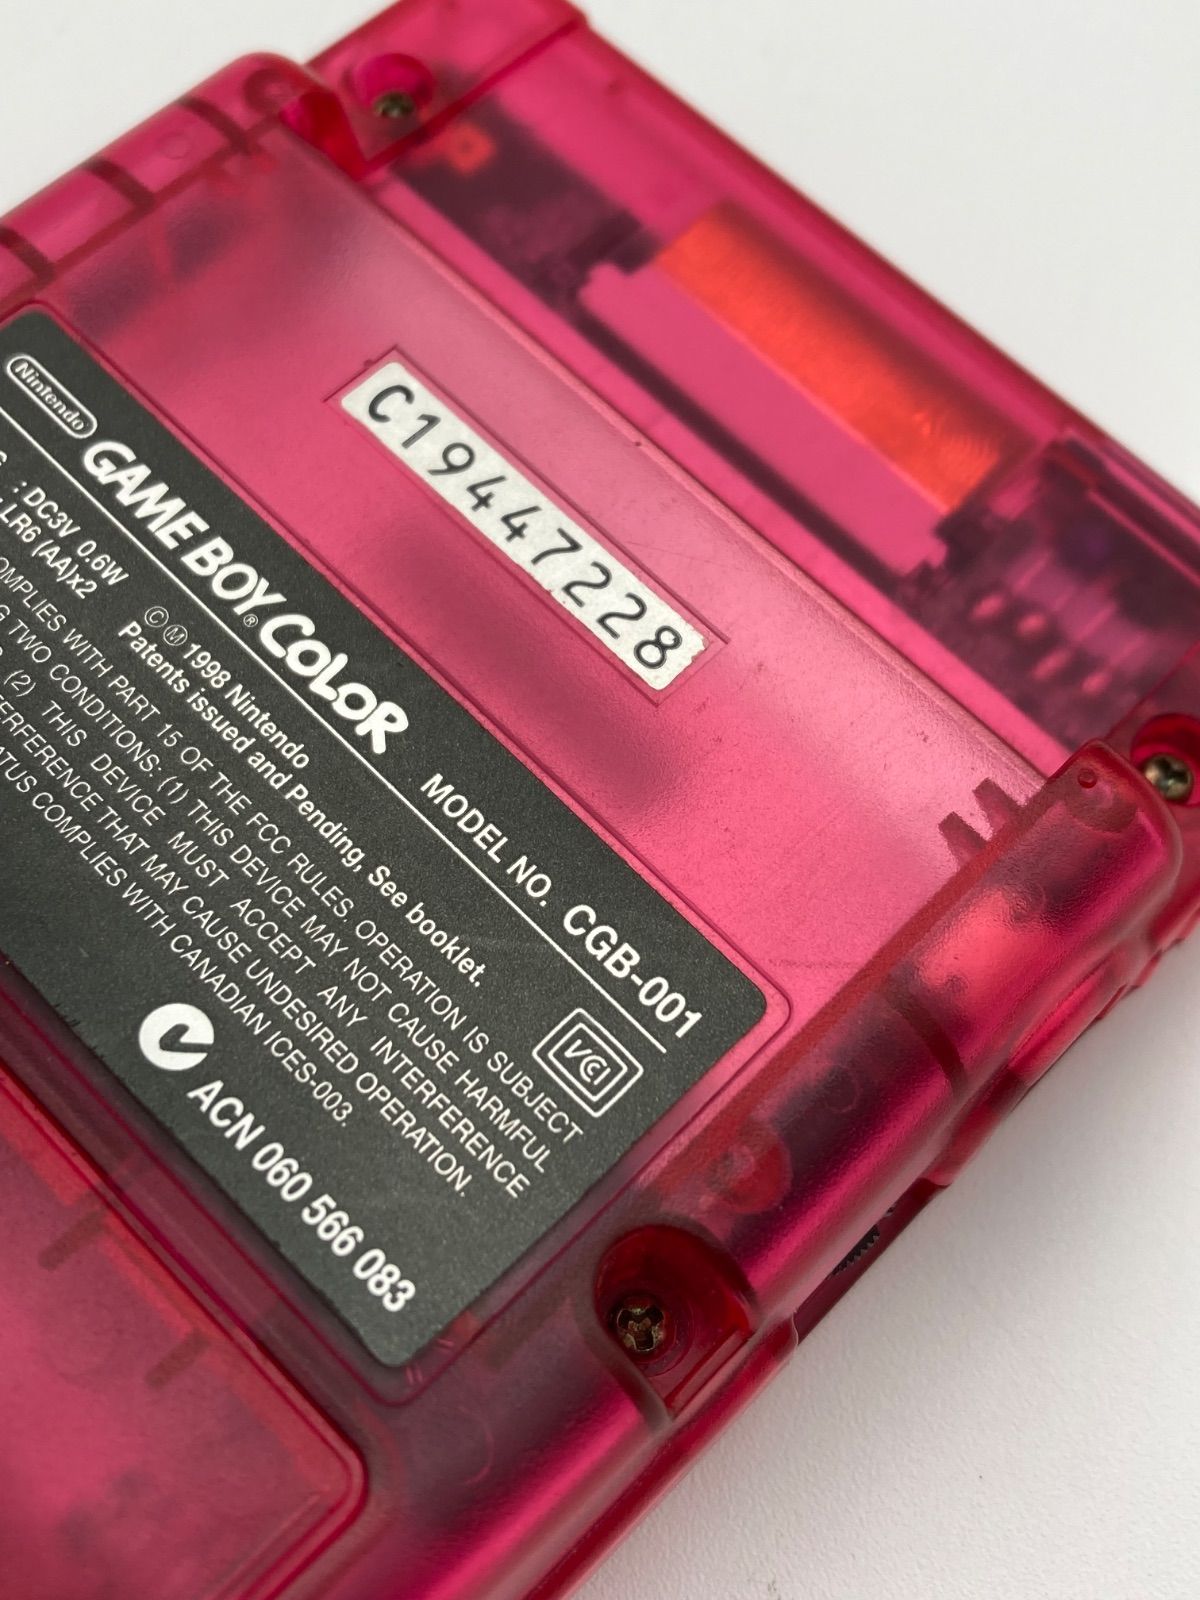 C19447228
Nintendo
GAME BOY® COLOR
MODEL NO. CGB-001
: DC3V 0.6W
LR6 (AA)x2
© Ⓜ 1998 Nintendo
Patents issued and Pending, See booklet.
COMPLIES WITH PART 15 OF THE FCC RULES. OPERATION IS SUBJECT
TWO CONDITIONS: (1) THIS DEVICE MAY NOT CAUSE HARMFUL
(2) THIS DEVICE MUST ACCEPT ANY INTERFERENCE
THAT MAY CAUSE UNDESIRED OPERATION.
COMPLIES WITH CANADIAN ICES-003.
VCI
ACN 060 566 083